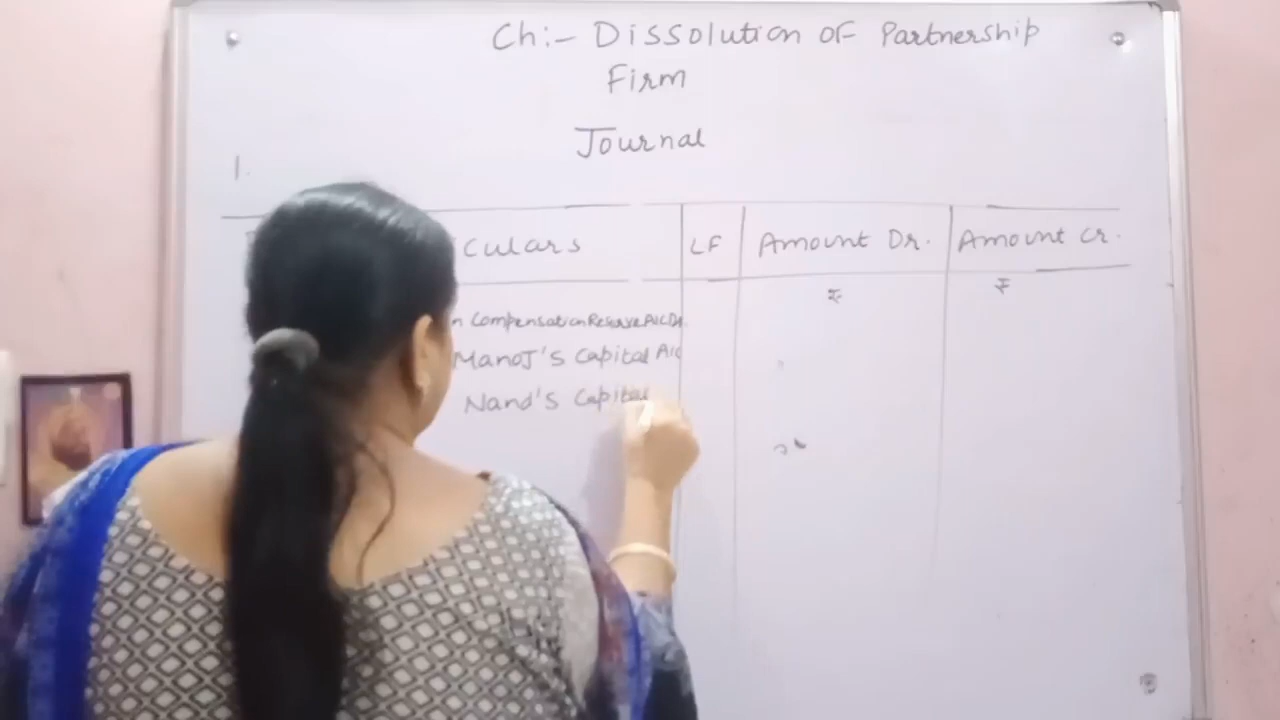 Ch:- Dissolution of Partnership
Firm
Journal
1.
culars LF Amount Dr. Amount Cr.
₹ ₹
n Compensation Reserve A/c Dr
Manoj's Capital A/c
Nand's Capital